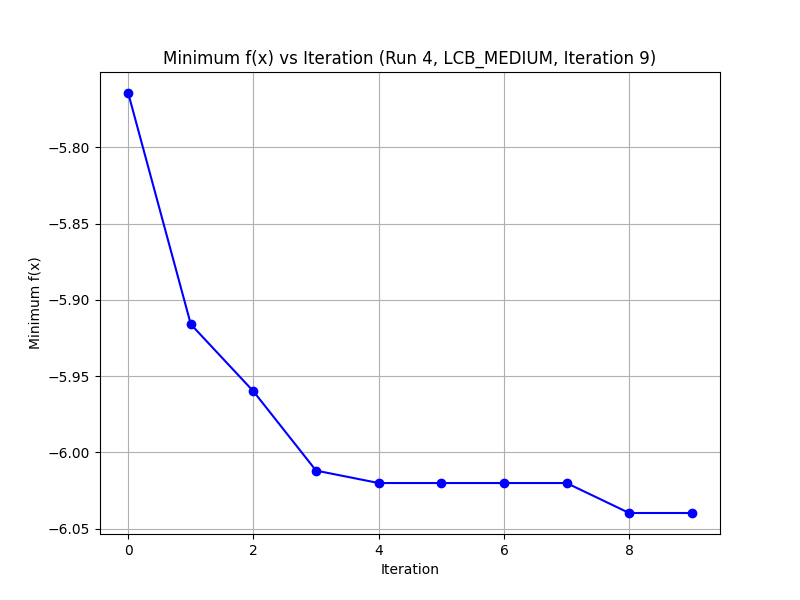 Minimum f(x) vs Iteration (Run 4, LCB_MEDIUM, Iteration 9)
Minimum f(x)
−5.80
−5.85
−5.90
−5.95
−6.00
−6.05
0 2 4 6 8
Iteration